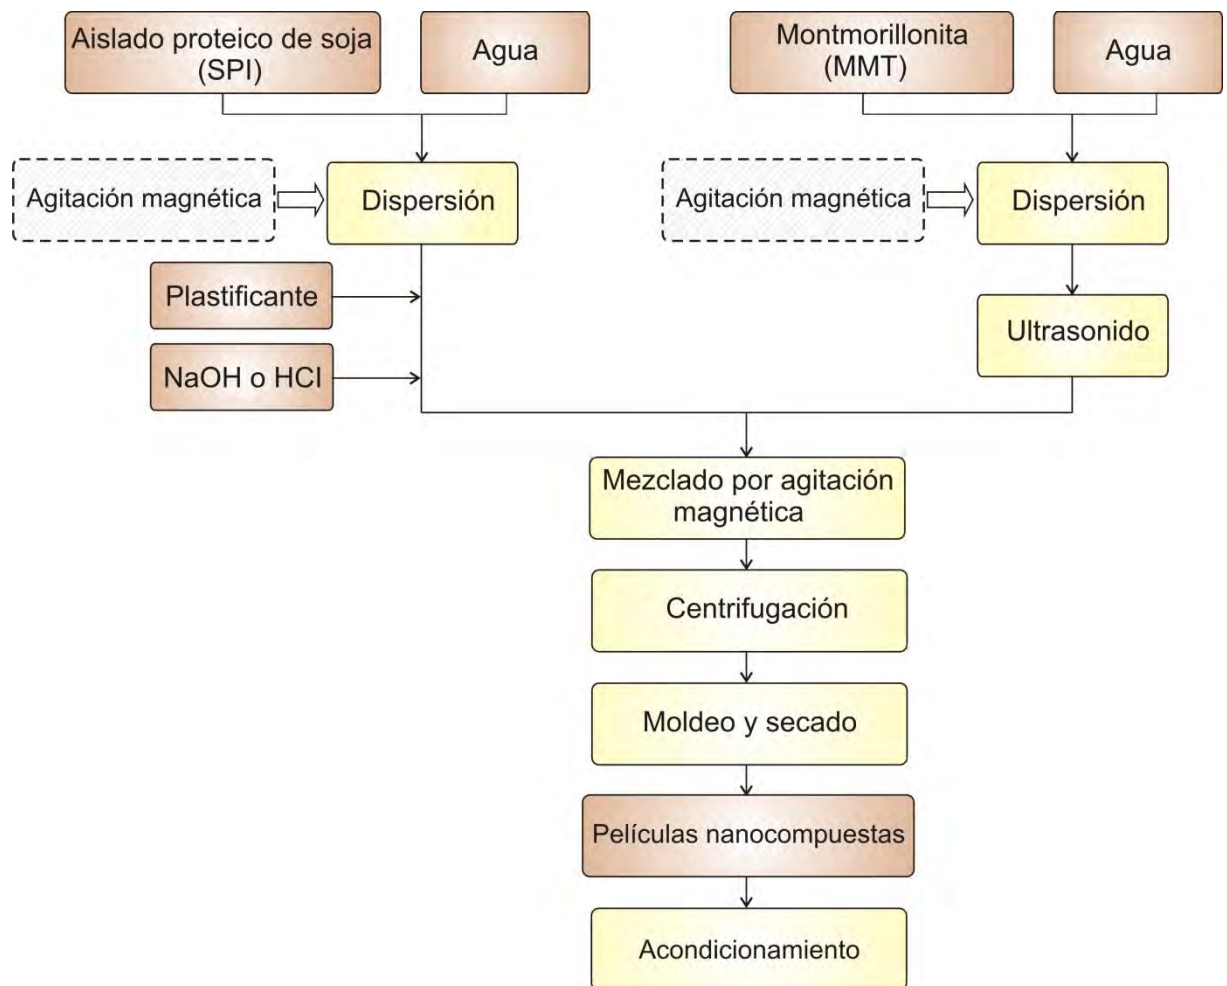 Aislado proteico de soja
(SPI)
Agua
Montmorillonita
(MMT)
Agua
Agitación magnética
Dispersión
Agitación magnética
Dispersión
Plastificante
Ultrasonido
NaOH o HCl
Mezclado por agitación
magnética
Centrifugación
Moldeo y secado
Películas nanocompuestas
Acondicionamiento